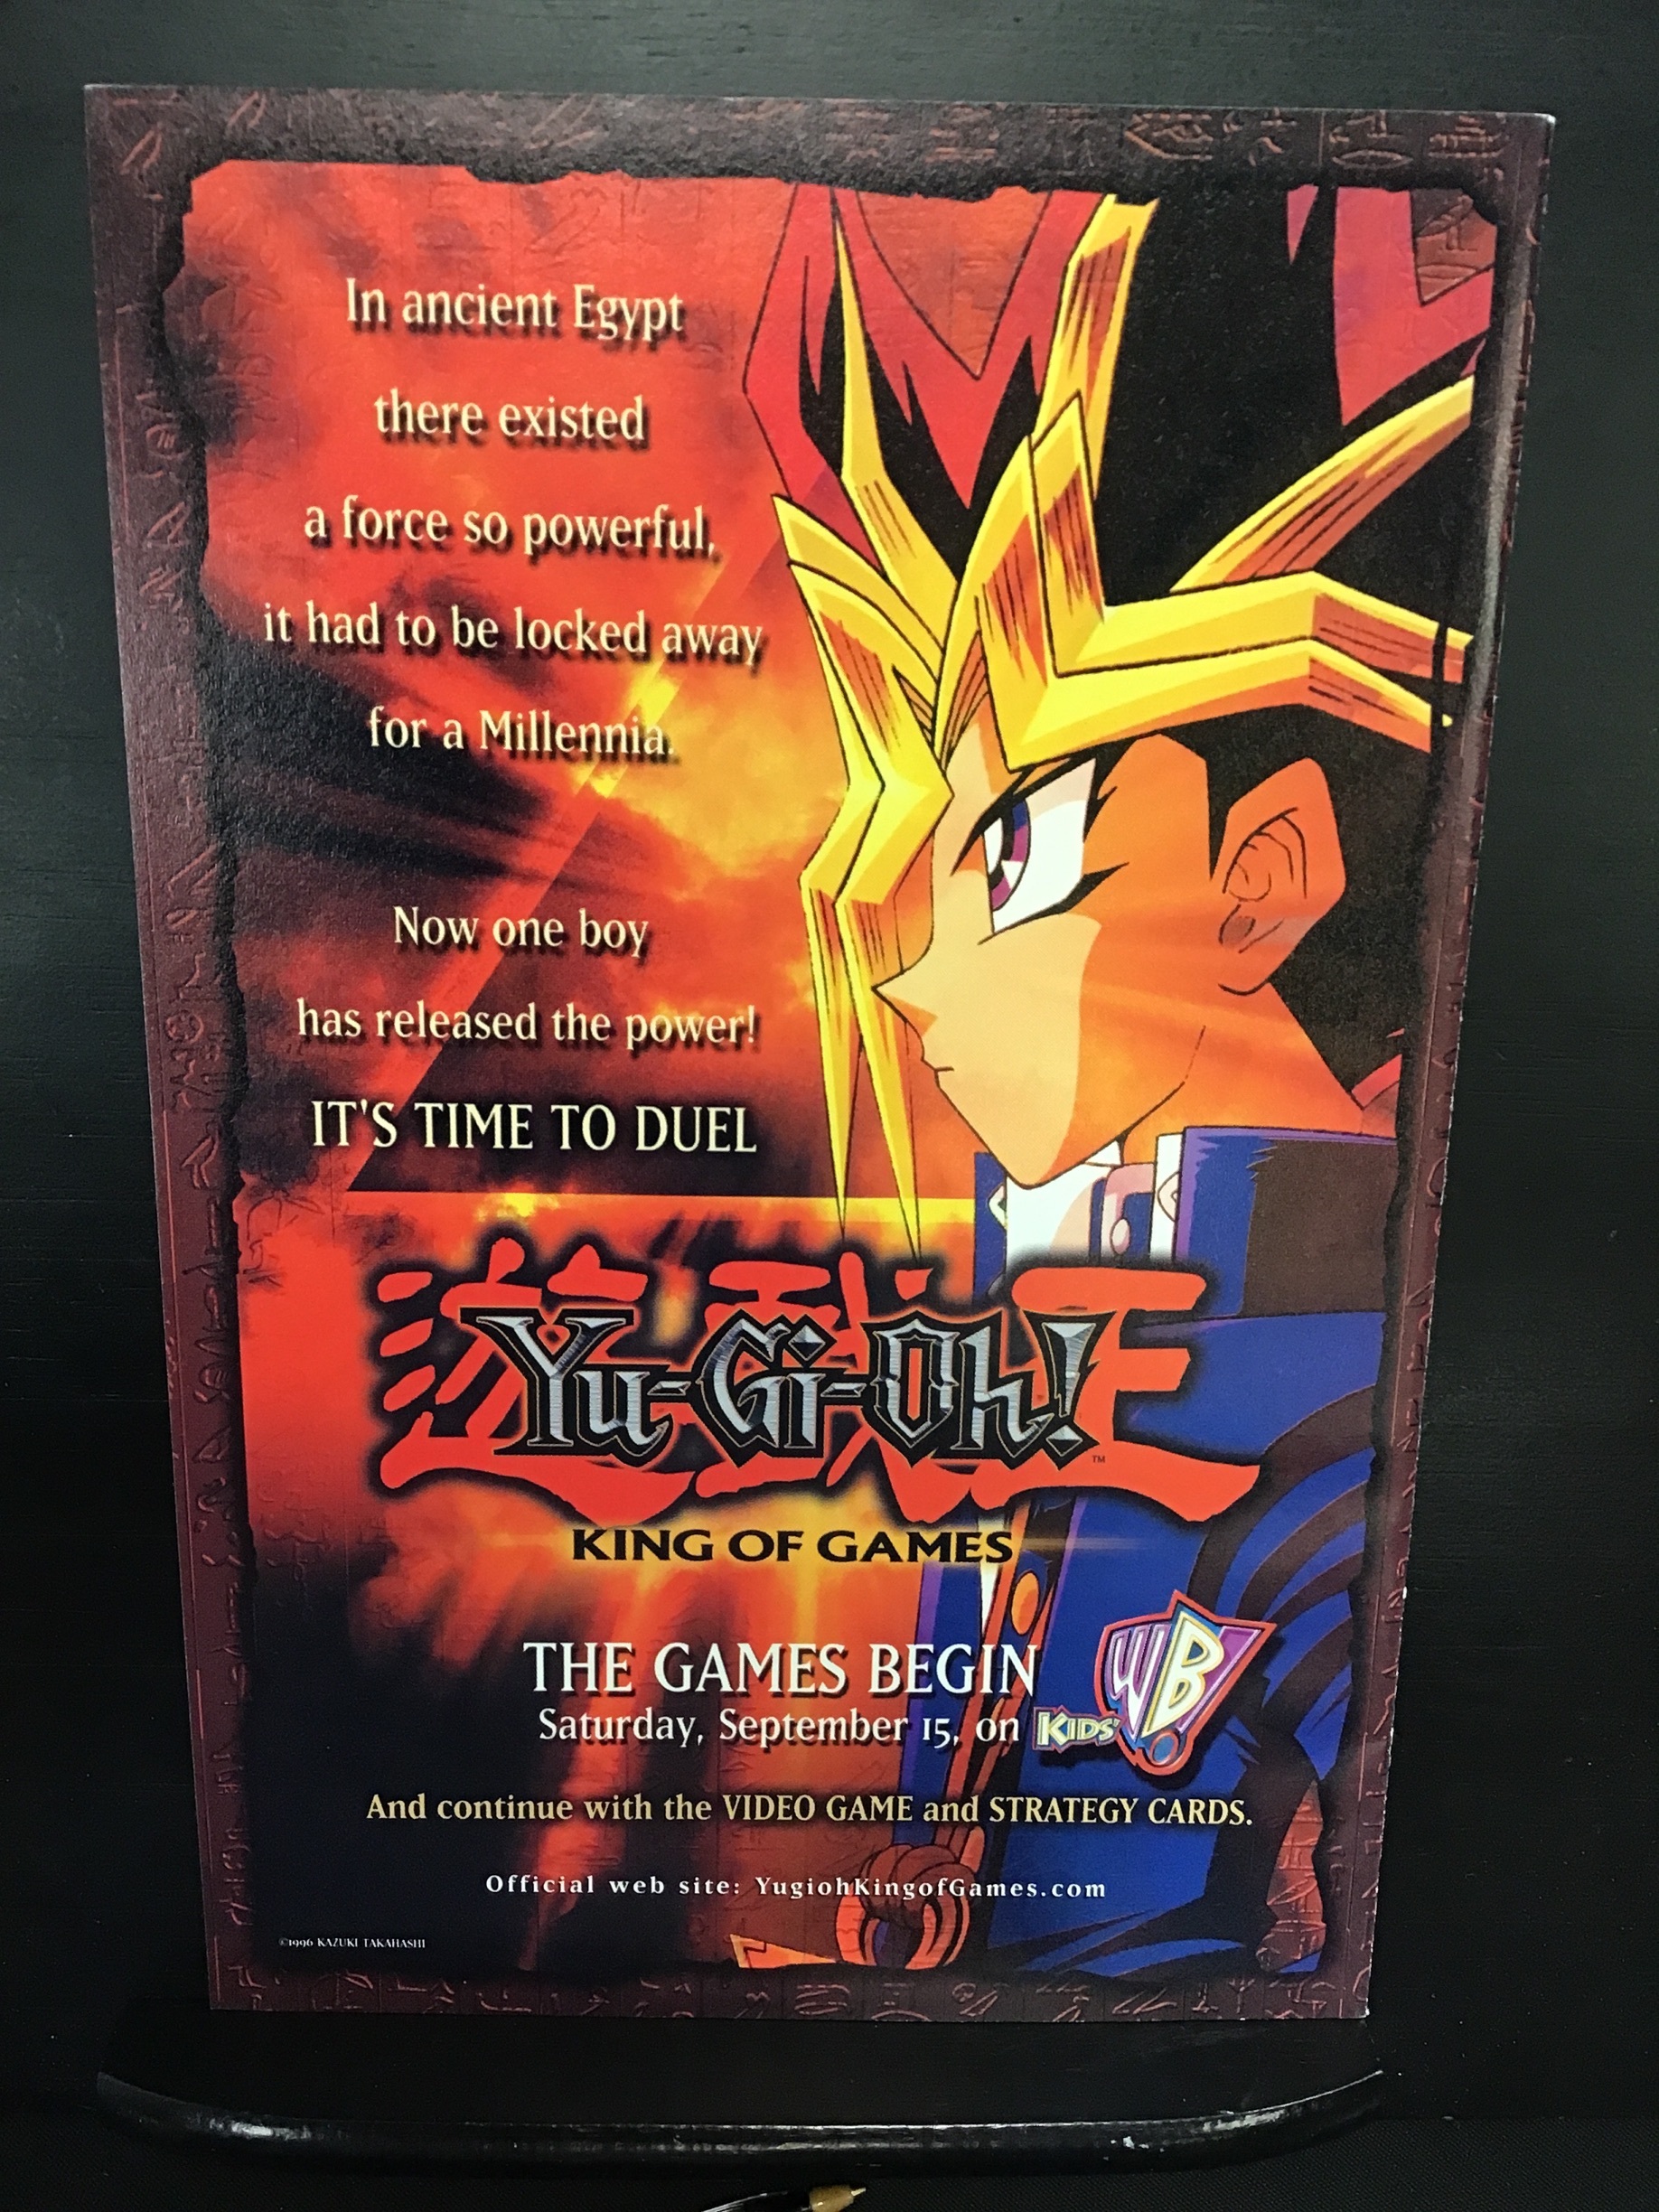 In ancient Egypt
there existed
a force so powerful,
it had to be locked away
for a Millennia.
Now one boy
has released the power!
IT'S TIME TO DUEL
遊戯王
Yu-Gi-Oh!™
KING OF GAMES
THE GAMES BEGIN
Saturday, September 15, on KIDS' WB!
And continue with the VIDEO GAME and STRATEGY CARDS.
Official web site: YugiohKingofGames.com
©1996 KAZUKI TAKAHASHI